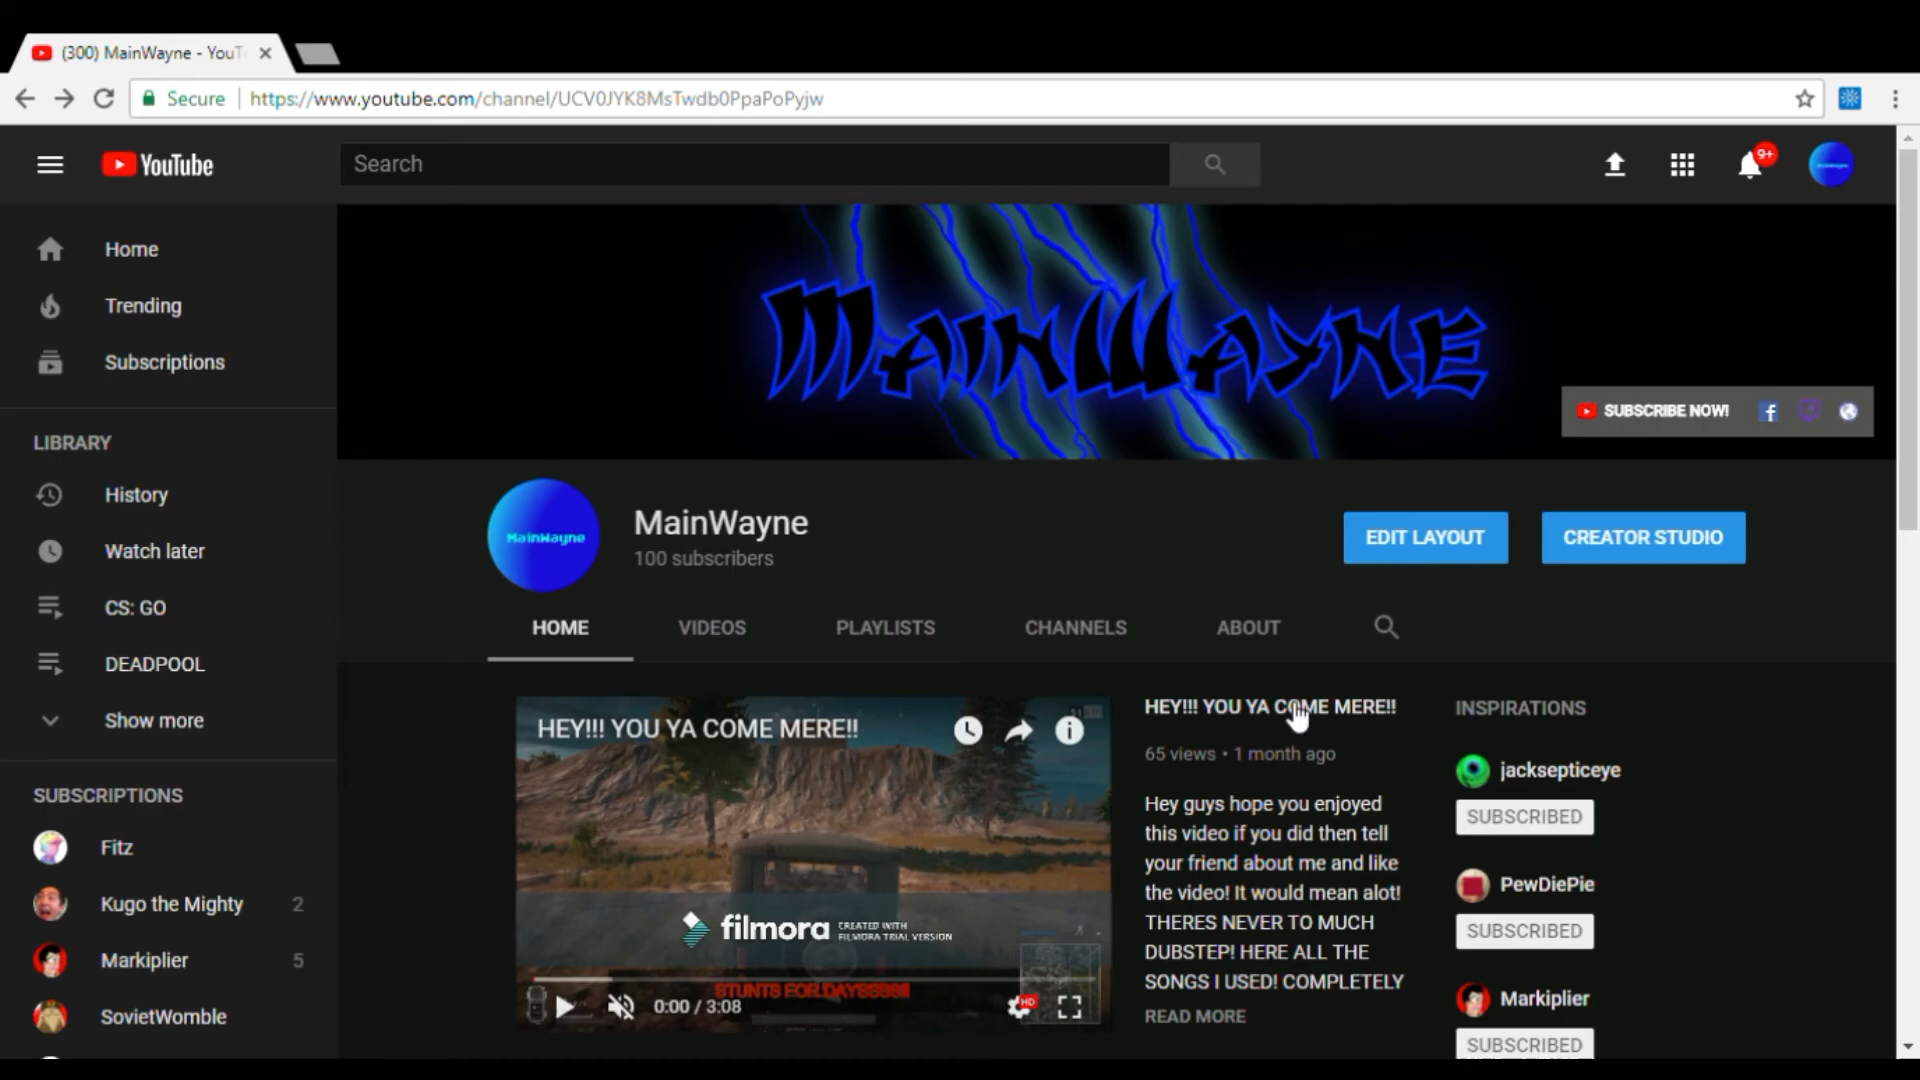 (300) MainWayne - YouT
Secure
https://www.youtube.com/channel/UCV0JYK8MsTwdb0PpaPoPyjw
YouTube
Search
9+
Home
Trending
Subscriptions
LIBRARY
History
Watch later
CS: GO
DEADPOOL
Show more
SUBSCRIPTIONS
Fitz
Kugo the Mighty 2
Markiplier 5
SovietWomble
MainWayne
SUBSCRIBE NOW!
MainWayne
MainWayne
100 subscribers
EDIT LAYOUT
CREATOR STUDIO
HOME VIDEOS PLAYLISTS CHANNELS ABOUT
HEY!!! YOU YA COME MERE!!
filmora
CREATED WITH
FILMORA TRIAL VERSION
STUNTS FOR DAYSSSSS!!
0:00 / 3:08
HD
HEY!!! YOU YA COME MERE!!
65 views • 1 month ago
Hey guys hope you enjoyed
this video if you did then tell
your friend about me and like
the video! It would mean alot!
THERES NEVER TO MUCH
DUBSTEP! HERE ALL THE
SONGS I USED! COMPLETELY
READ MORE
INSPIRATIONS
jacksepticeye
SUBSCRIBED
PewDiePie
SUBSCRIBED
Markiplier
SUBSCRIBED